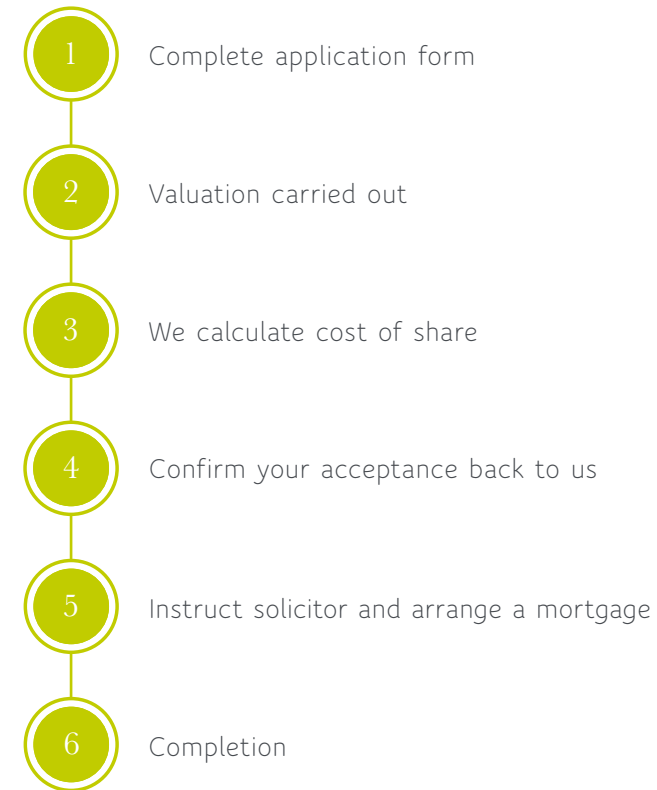 1 Complete application form
2 Valuation carried out
3 We calculate cost of share
4 Confirm your acceptance back to us
5 Instruct solicitor and arrange a mortgage
6 Completion